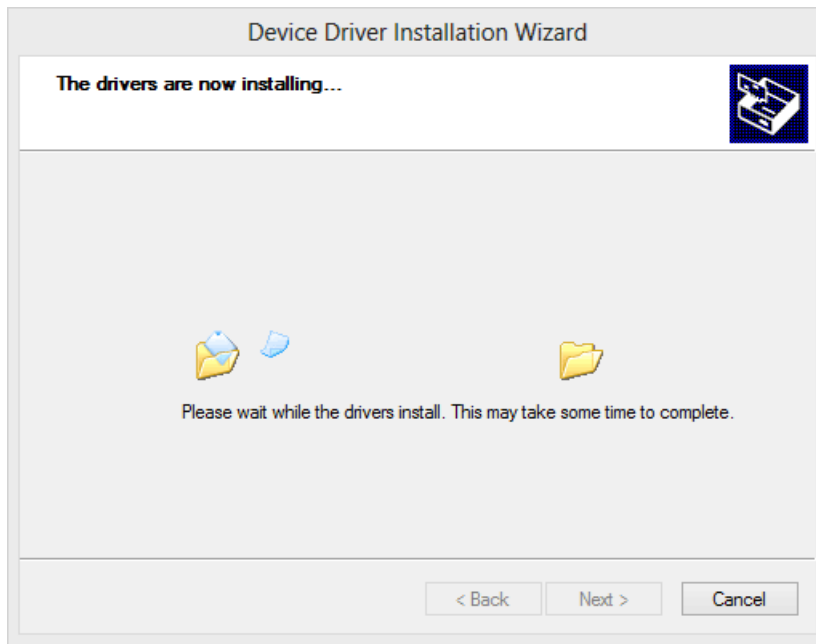 Device Driver Installation Wizard
The drivers are now installing...
Please wait while the drivers install. This may take some time to complete.
< Back Next > Cancel